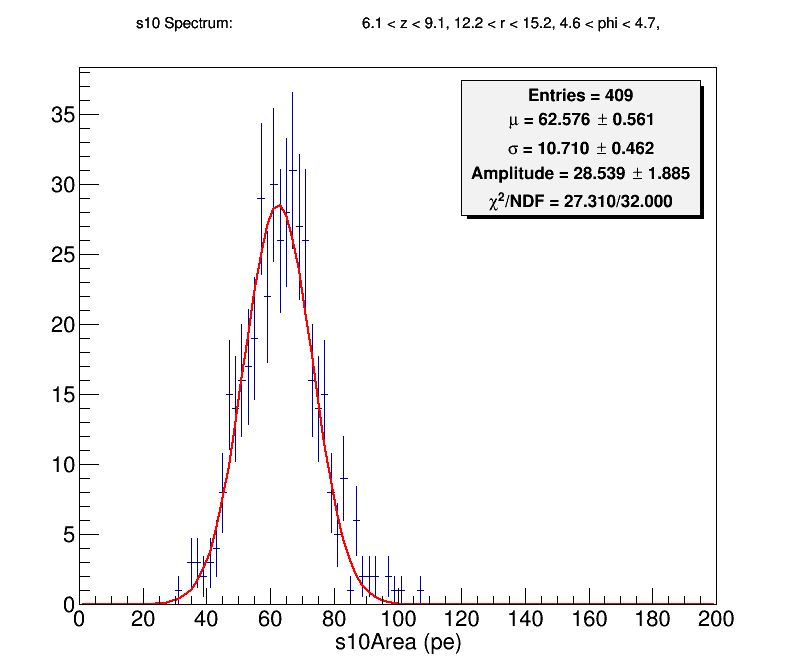 s10 Spectrum: 6.1 < z < 9.1, 12.2 < r < 15.2, 4.6 < phi < 4.7,
Entries = 409
μ = 62.576 ± 0.561
σ = 10.710 ± 0.462
Amplitude = 28.539 ± 1.885
χ²/NDF = 27.310/32.000
35
30
25
20
15
10
5
0
0 20 40 60 80 100 120 140 160 180 200
s10Area (pe)